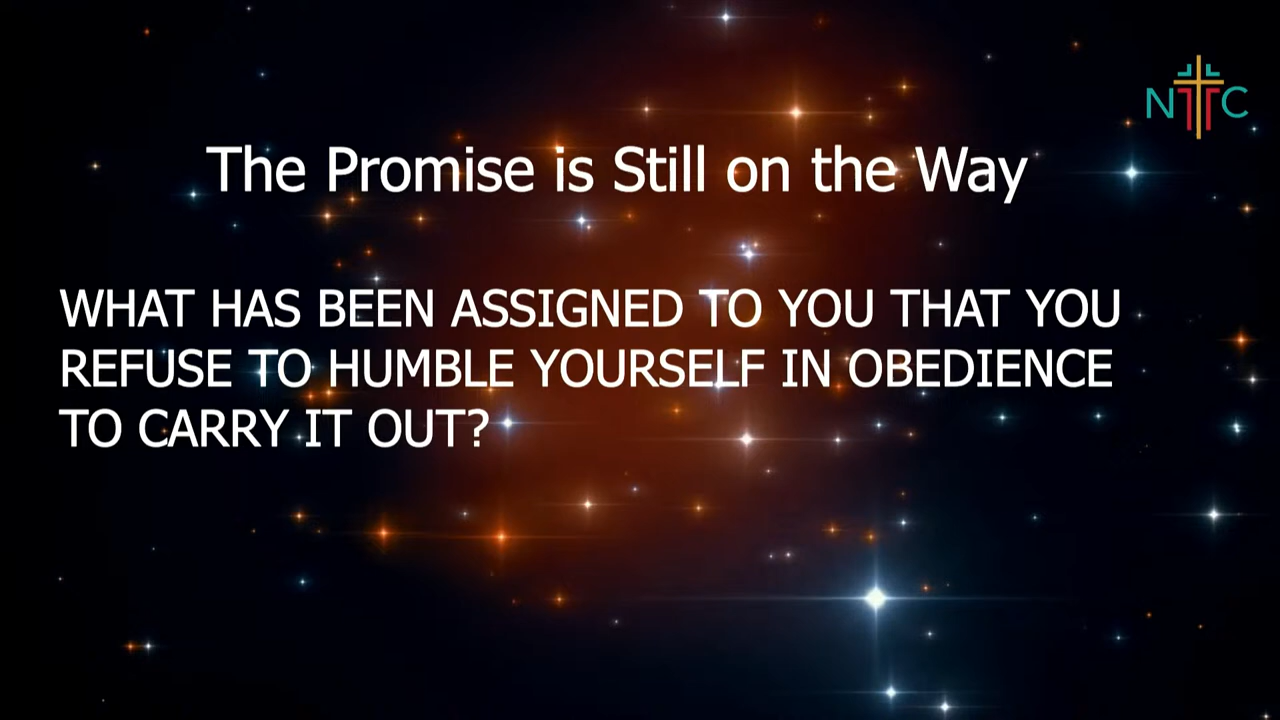 NTTC
The Promise is Still on the Way
WHAT HAS BEEN ASSIGNED TO YOU THAT YOU
REFUSE TO HUMBLE YOURSELF IN OBEDIENCE
TO CARRY IT OUT?